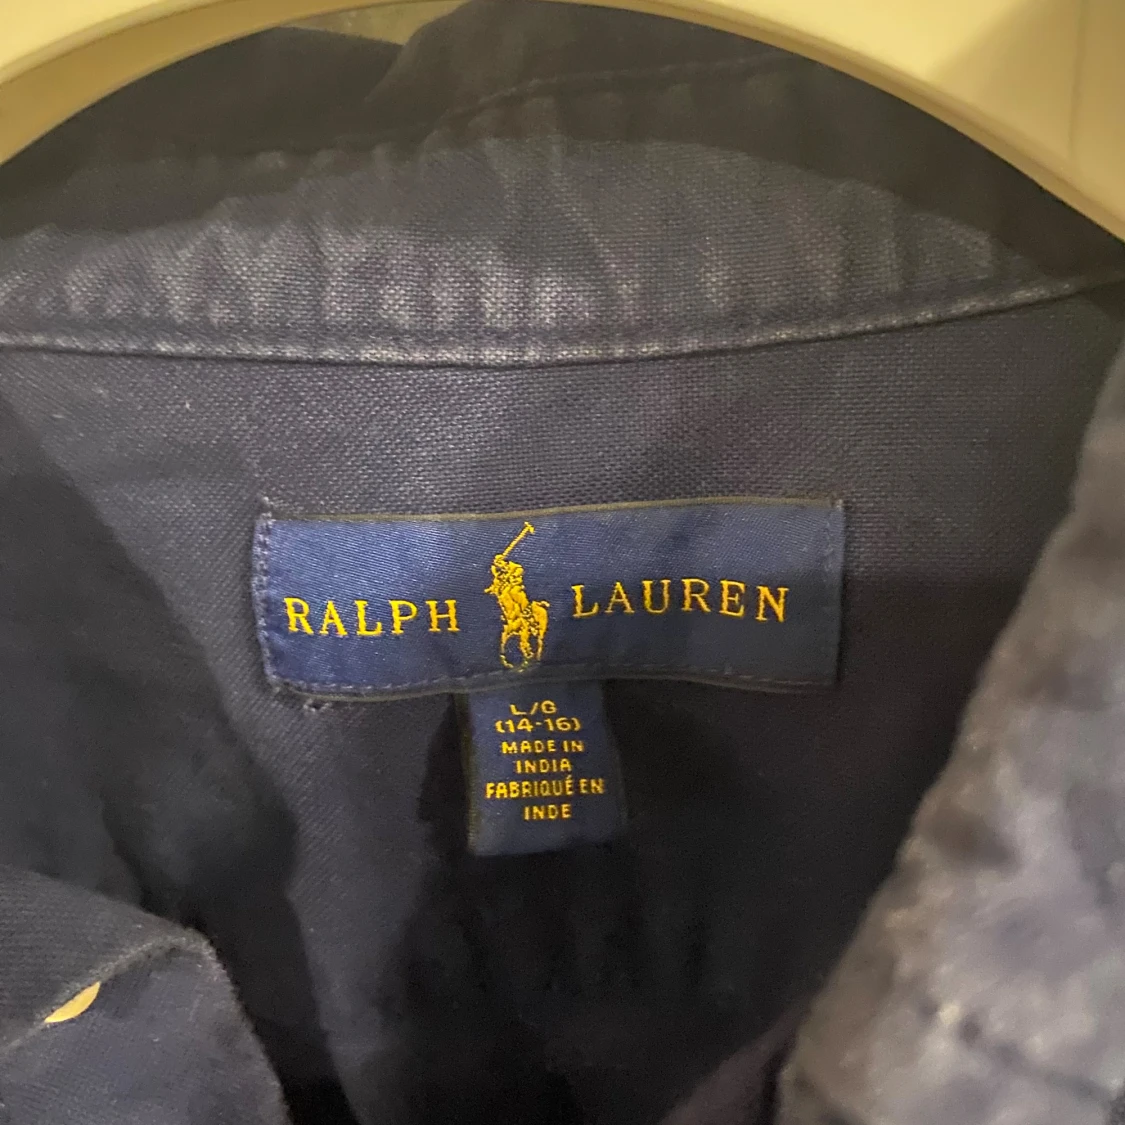 RALPH LAUREN
L/G
(14-16)
MADE IN
INDIA
FABRIQUÉ EN
INDE